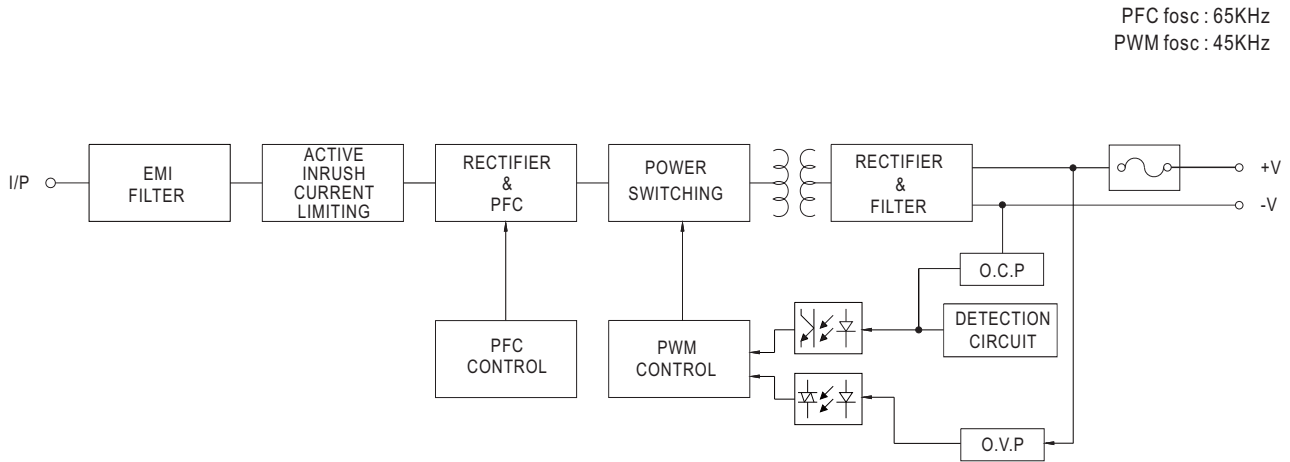 PFC fosc : 65KHz
PWM fosc : 45KHz
I/P
EMI
FILTER
ACTIVE
INRUSH
CURRENT
LIMITING
RECTIFIER
&
PFC
POWER
SWITCHING
RECTIFIER
&
FILTER
+V
-V
O.C.P
DETECTION
CIRCUIT
PFC
CONTROL
PWM
CONTROL
O.V.P